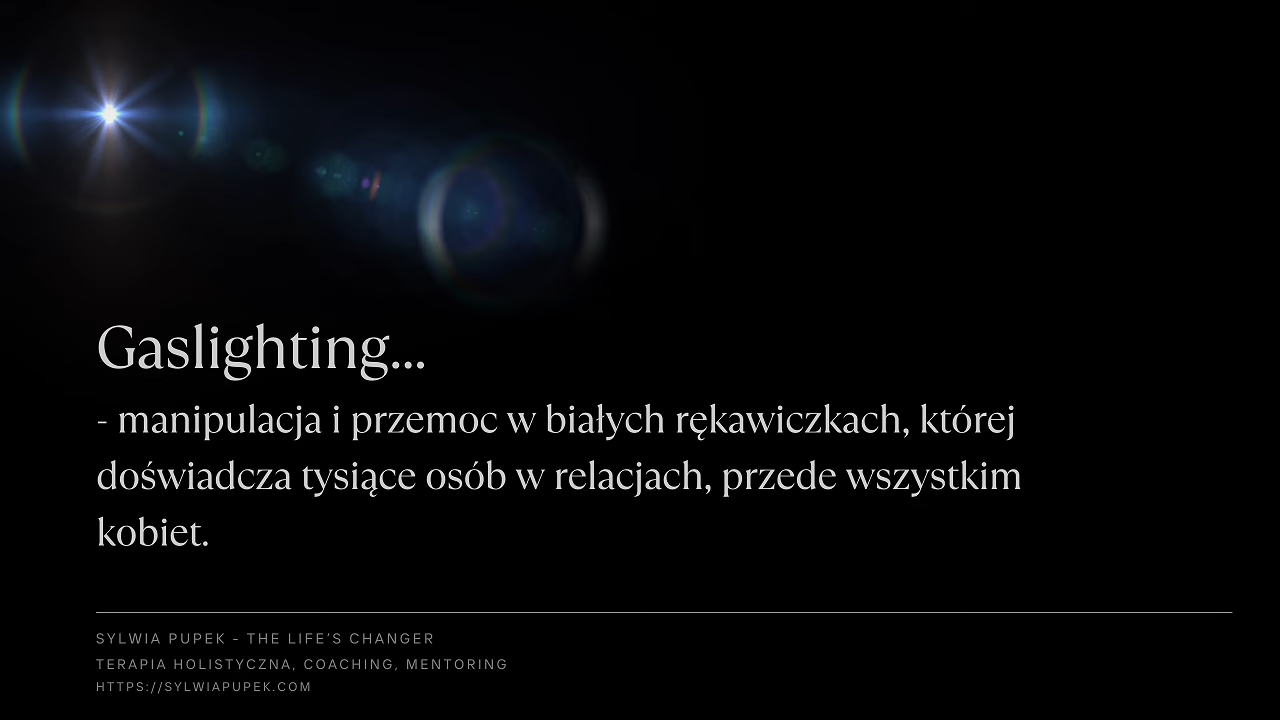 Gaslighting...
- manipulacja i przemoc w białych rękawiczkach, której
doświadcza tysiące osób w relacjach, przede wszystkim
kobiet.
SYLWIA PUPEK - THE LIFE'S CHANGER
TERAPIA HOLISTYCZNA, COACHING, MENTORING
HTTPS://SYLWIAPUPEK.COM